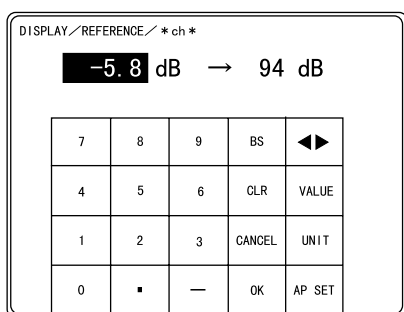 DISPLAY／REFERENCE／＊ch＊
-5.8 dB → 94 dB
7 8 9 BS ◀▶
4 5 6 CLR VALUE
1 2 3 CANCEL UNIT
0 . — OK AP SET